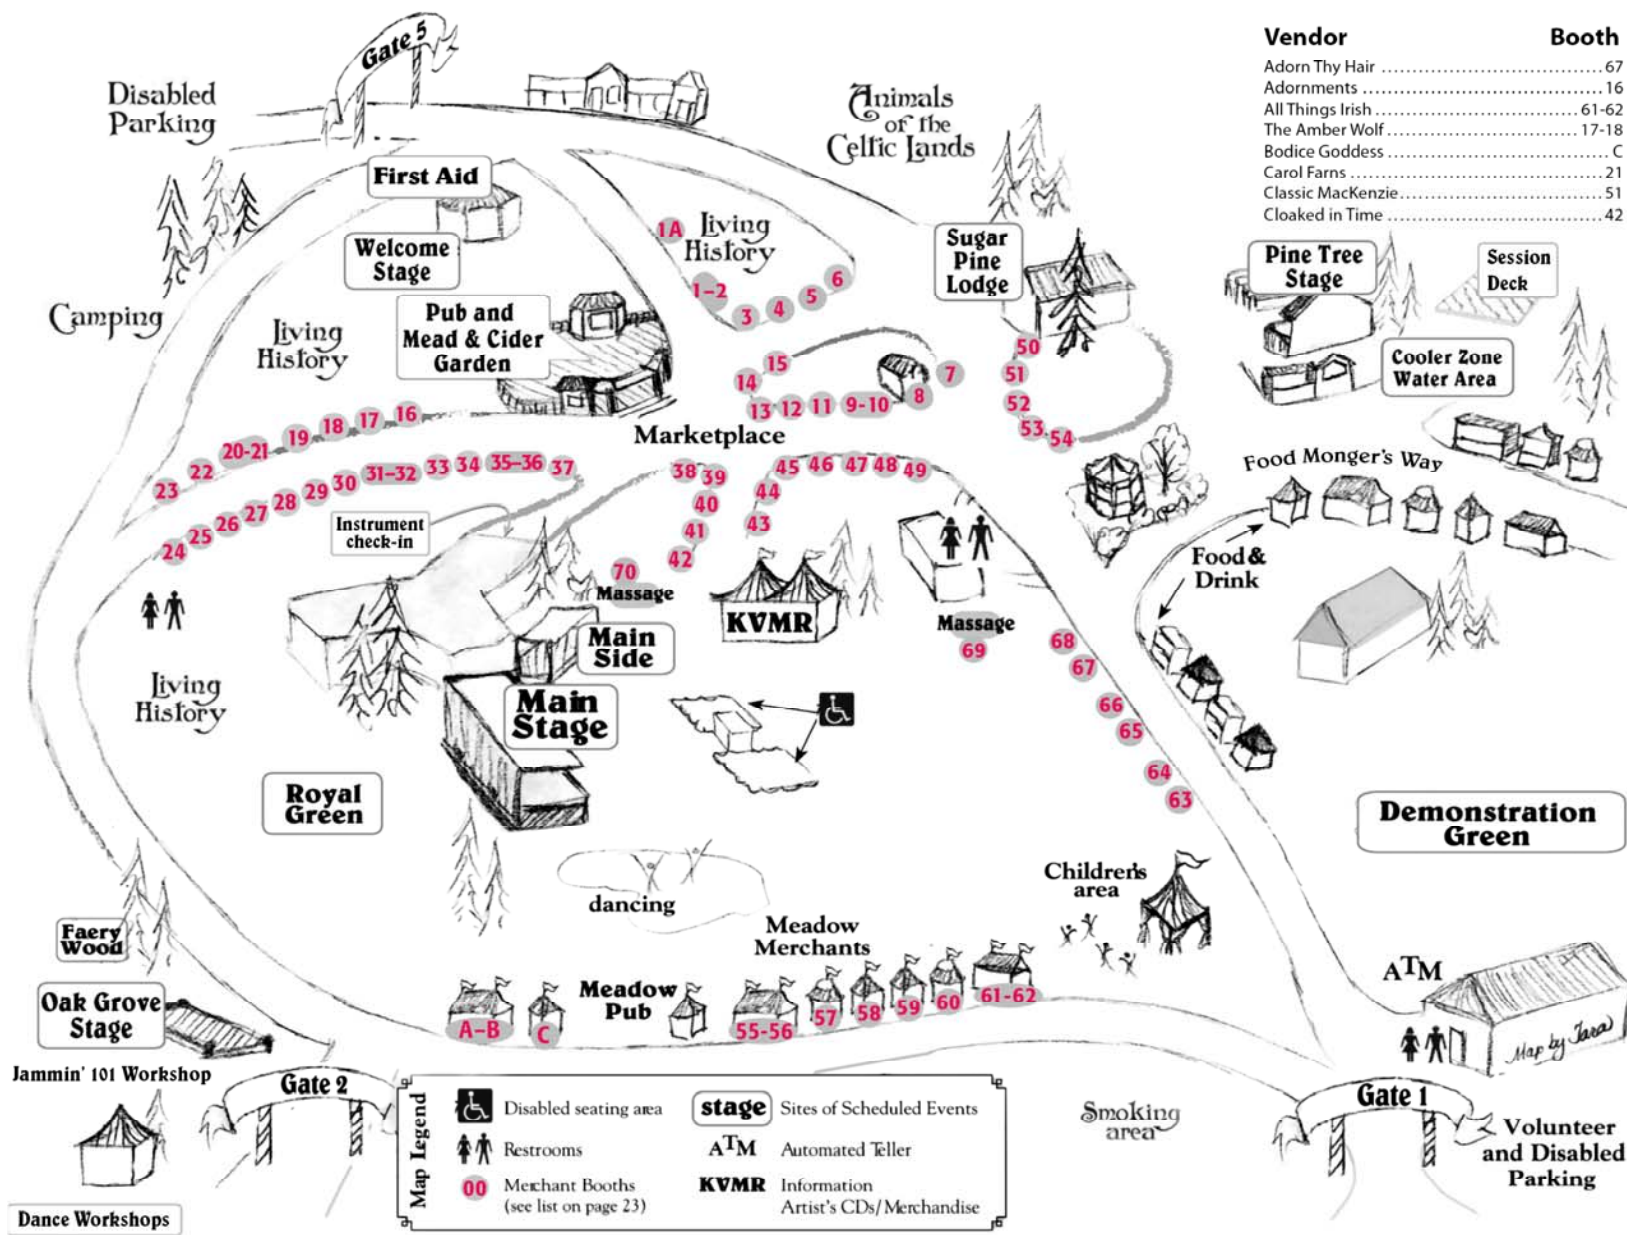 Vendor Booth
Adorn Thy Hair 67
Adornments 16
All Things Irish 61-62
The Amber Wolf 17-18
Bodice Goddess C
Carol Farns 21
Classic MacKenzie 51
Cloaked in Time 42
Gate 5
Disabled
Parking
Animals
of the
Celtic Lands
First Aid
Welcome
Stage
1A
Living
History
1-2
3
4
5
6
Sugar
Pine
Lodge
Pine Tree
Stage
Session
Deck
Camping
Living
History
Pub and
Mead & Cider
Garden
Cooler Zone
Water Area
15
14
13
12
11
9-10
8
7
50
51
52
53
54
16
17
18
19
20-21
22
23
Marketplace
Food Monger's Way
24
25
26
27
28
29
30
31-32
33
34
35-36
37
38
39
40
41
42
43
44
45
46
47
48
49
Instrument
check-in
Food &
Drink
70
Massage
KVMR
Massage
69
Main
Side
Main
Stage
68
67
66
65
64
63
Living
History
Royal
Green
Demonstration
Green
dancing
Children's
area
Meadow
Merchants
Faery
Wood
Oak Grove
Stage
A-B
C
Meadow
Pub
55-56
57
58
59
60
61-62
ATM
Map by Tara
Jammin' 101 Workshop
Gate 2
Gate 1
Smoking
area
Volunteer
and Disabled
Parking
Dance Workshops
Map Legend
Disabled seating area
Restrooms
00 Merchant Booths
(see list on page 23)
stage Sites of Scheduled Events
ATM Automated Teller
KVMR Information
Artist's CDs/Merchandise